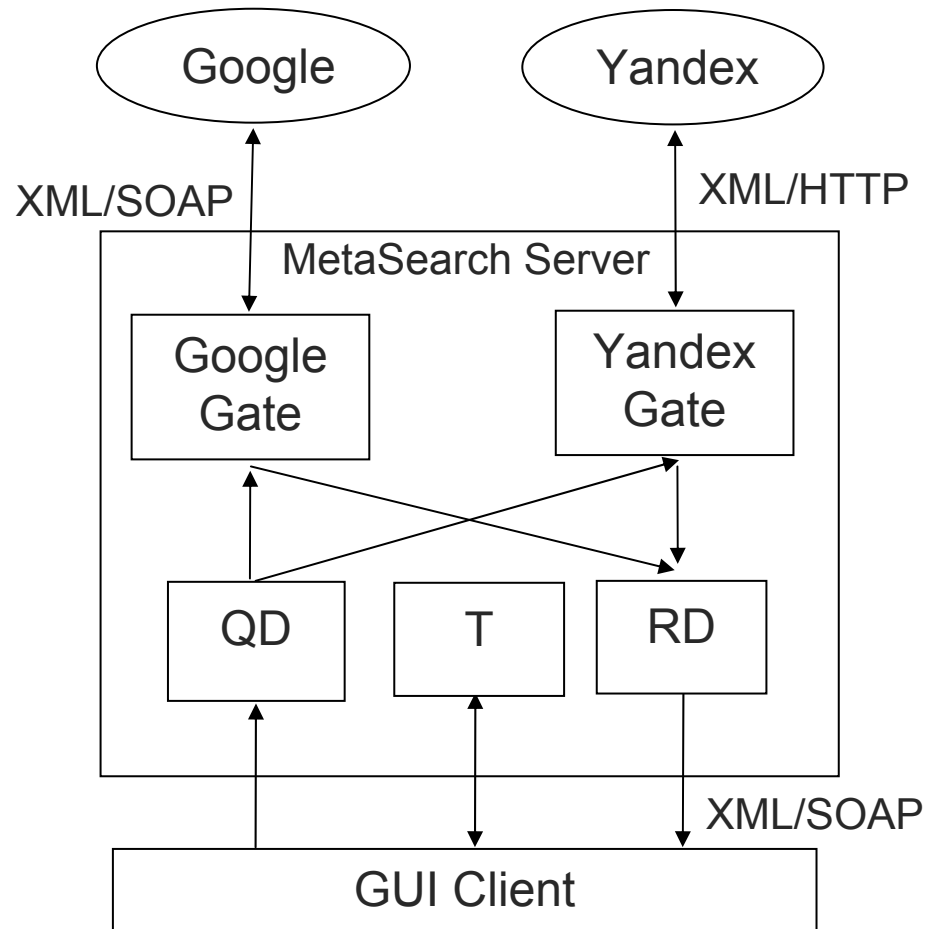 Google
Yandex
XML/SOAP
XML/HTTP
MetaSearch Server
Google
Gate
Yandex
Gate
QD
T
RD
XML/SOAP
GUI Client